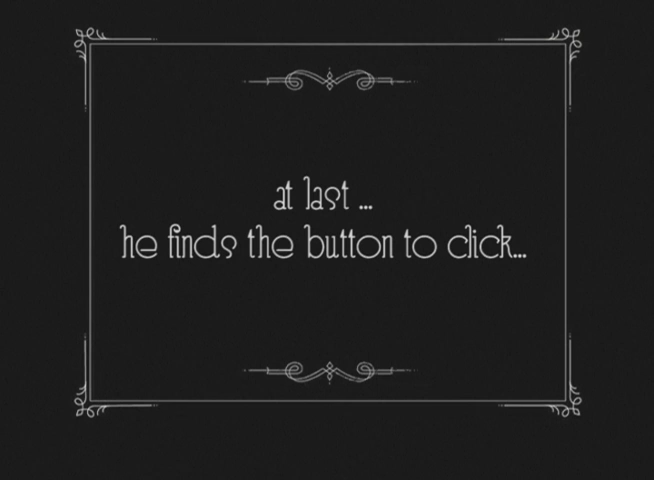 at last ...
he finds the button to click...